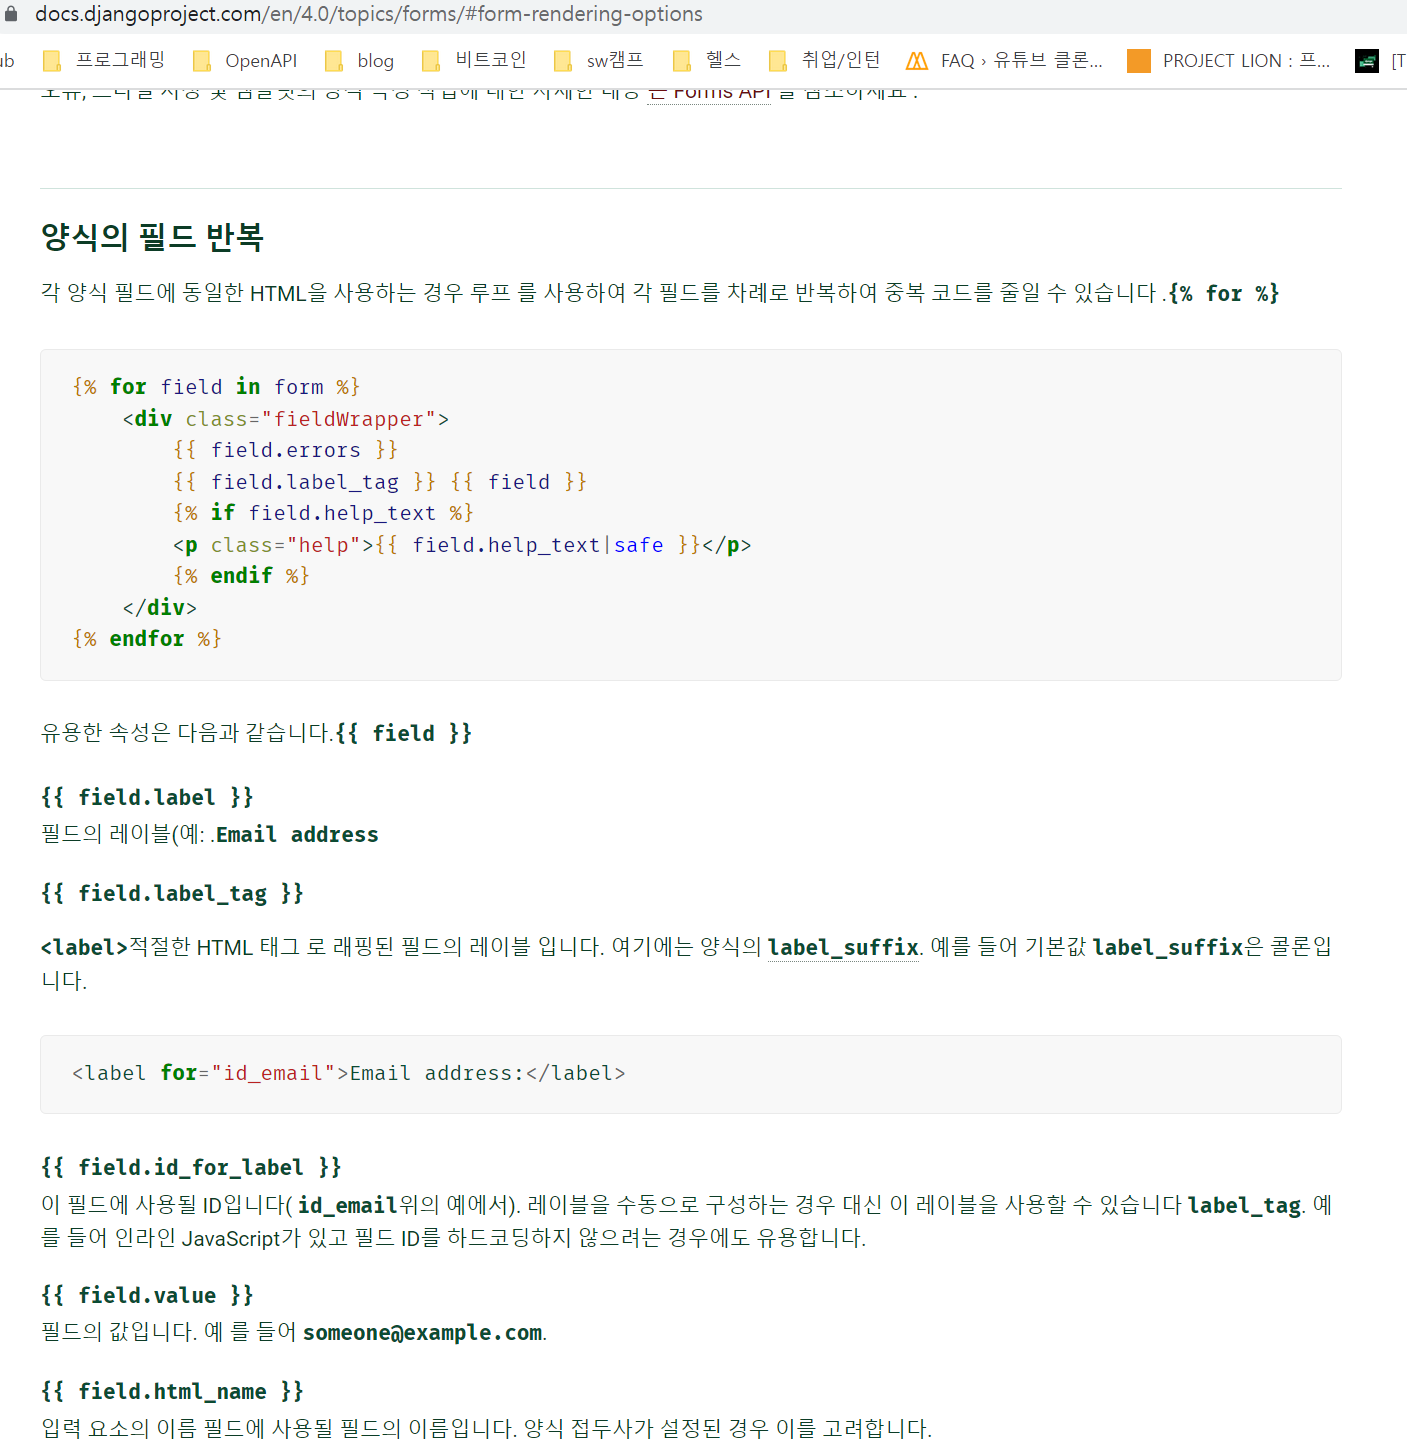 docs.djangoproject.com/en/4.0/topics/forms/#form-rendering-options
ub 프로그래밍 OpenAPI blog 비트코인 sw캠프 헬스 취업/인턴 FAQ › 유튜브 클론... PROJECT LION : 프... [T
Forms API
양식의 필드 반복
각 양식 필드에 동일한 HTML을 사용하는 경우 루프 를 사용하여 각 필드를 차례로 반복하여 중복 코드를 줄일 수 있습니다 .{% for %}
{% for field in form %}
<div class="fieldWrapper">
{{ field.errors }}
{{ field.label_tag }} {{ field }}
{% if field.help_text %}
<p class="help">{{ field.help_text|safe }}</p>
{% endif %}
</div>
{% endfor %}
유용한 속성은 다음과 같습니다.{{ field }}
{{ field.label }}
필드의 레이블(예: .Email address
{{ field.label_tag }}
<label>적절한 HTML 태그 로 래핑된 필드의 레이블 입니다. 여기에는 양식의 label_suffix. 예를 들어 기본값 label_suffix은 콜론입
니다.
<label for="id_email">Email address:</label>
{{ field.id_for_label }}
이 필드에 사용될 ID입니다( id_email위의 예에서). 레이블을 수동으로 구성하는 경우 대신 이 레이블을 사용할 수 있습니다 label_tag. 예
를 들어 인라인 JavaScript가 있고 필드 ID를 하드코딩하지 않으려는 경우에도 유용합니다.
{{ field.value }}
필드의 값입니다. 예 를 들어 someone@example.com.
{{ field.html_name }}
입력 요소의 이름 필드에 사용될 필드의 이름입니다. 양식 접두사가 설정된 경우 이를 고려합니다.